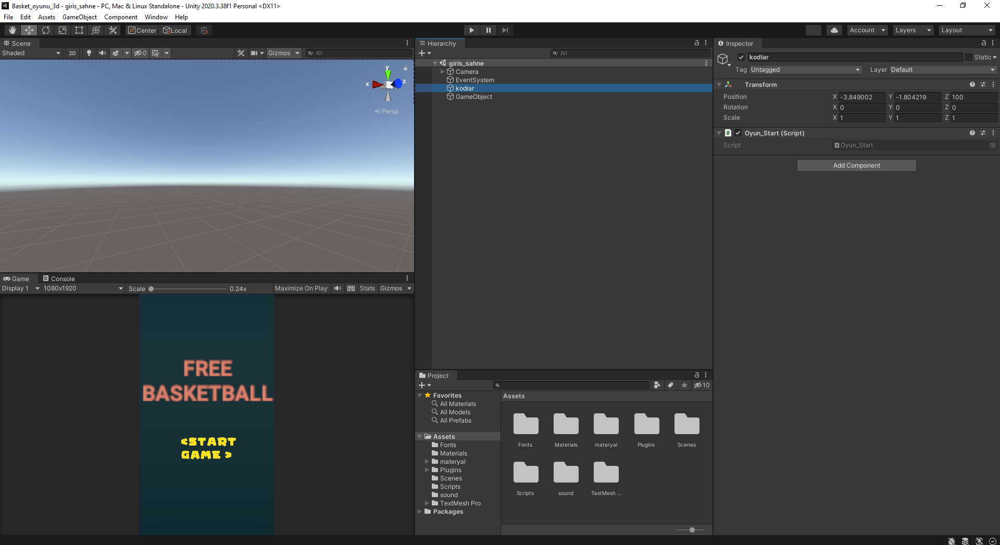 Basket_oyunu_3d - giris_sahne - PC, Mac & Linux Standalone - Unity 2020.3.38f1 Personal <DX11>
File Edit Assets GameObject Component Window Help
Center Local Account Layers Layout
Scene
Shaded 2D 0 Gizmos All
y
x z
Persp
Game Console
Display 1 1080x1920 Scale 0.24x Maximize On Play Stats Gizmos
FREE
BASKETBALL
<START
GAME >
Hierarchy
All
giris_sahne
Camera
EventSystem
kodlar
GameObject
Project
10
Favorites
All Materials
All Models
All Prefabs
Assets
Fonts
Materials
materyal
Plugins
Scenes
Scripts
sound
TextMesh Pro
Packages
Assets
Fonts Materials materyal Plugins Scenes
Scripts sound TextMesh ...
Inspector
kodlar Static
Tag Untagged Layer Default
Transform
Position X -3.849002 Y -1.804219 Z 100
Rotation X 0 Y 0 Z 0
Scale X 1 Y 1 Z 1
# Oyun_Start (Script)
Script Oyun_Start
Add Component